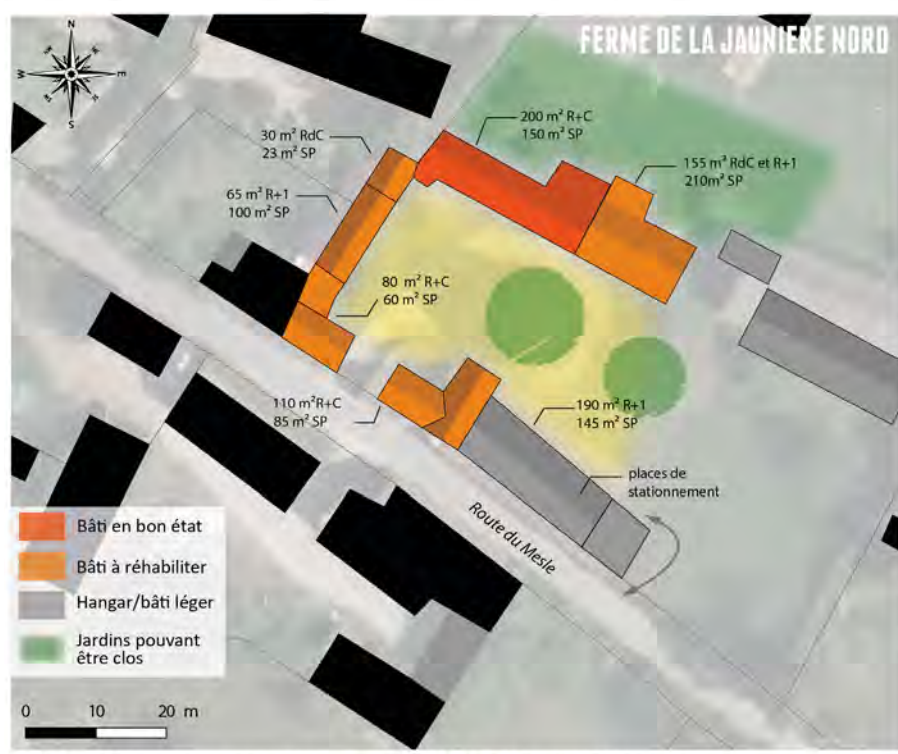 FERME DE LA JAUNIERE NORD
N
E
S
W
200 m² R+C
150 m² SP
30 m² RdC
23 m² SP
155 m² RdC et R+1
210m² SP
65 m² R+1
100 m² SP
80 m² R+C
60 m² SP
110 m²R+C
85 m² SP
190 m² R+1
145 m² SP
places de
stationnement
Route du Mesle
Bâti en bon état
Bâti à réhabiliter
Hangar/bâti léger
Jardins pouvant
être clos
0 10 20 m